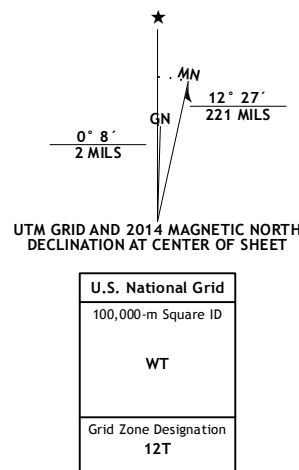 ★
MN
GN
12° 27´
221 MILS
0° 8´
2 MILS
UTM GRID AND 2014 MAGNETIC NORTH
DECLINATION AT CENTER OF SHEET
U.S. National Grid
100,000-m Square ID
WT
Grid Zone Designation
12T